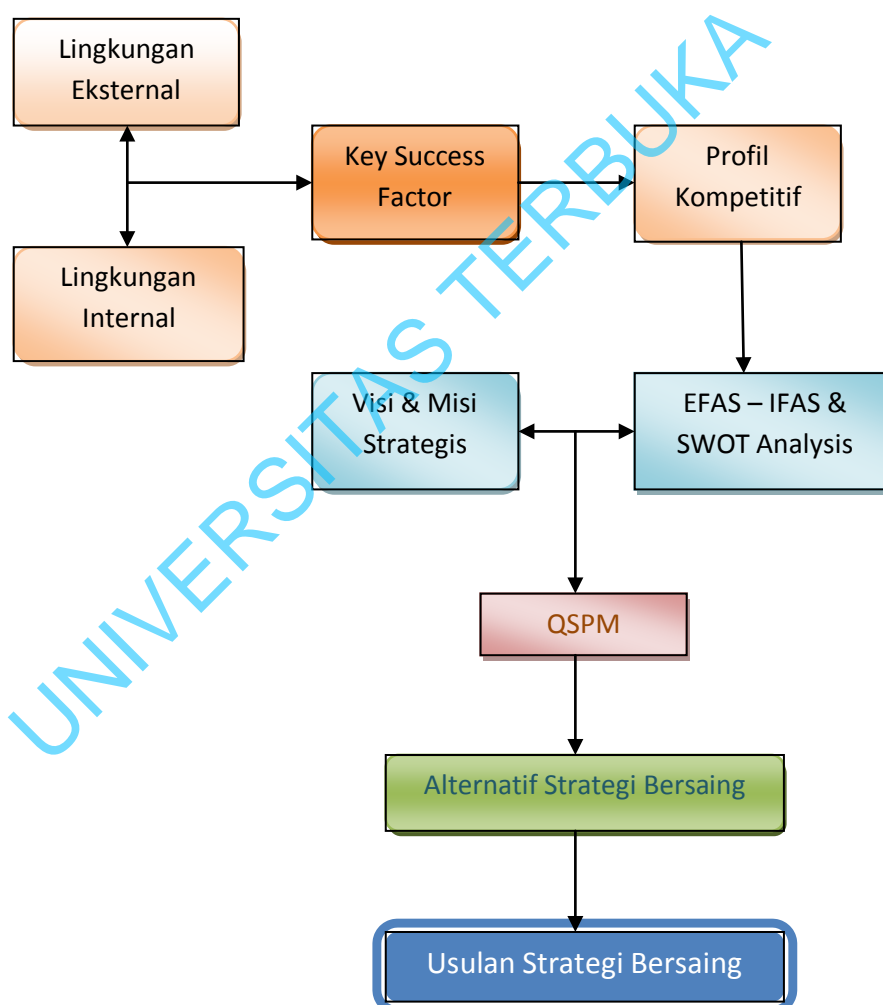 Lingkungan
Eksternal
Key Success
Factor
Profil
Kompetitif
Lingkungan
Internal
Visi & Misi
Strategis
EFAS – IFAS &
SWOT Analysis
QSPM
Alternatif Strategi Bersaing
Usulan Strategi Bersaing
UNIVERSITAS TERBUKA